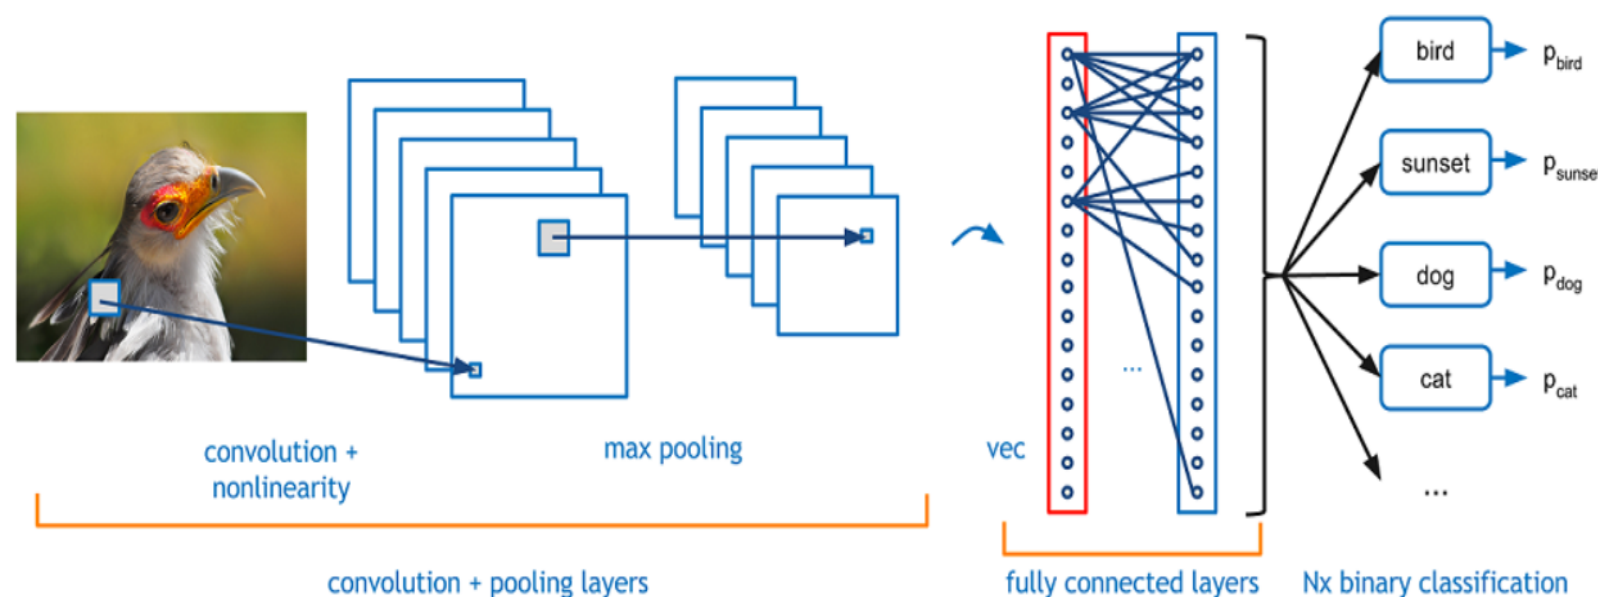 bird
p_bird
sunset
p_sunset
dog
p_dog
cat
p_cat
...
...
convolution +
nonlinearity
max pooling
vec
convolution + pooling layers
fully connected layers
Nx binary classification